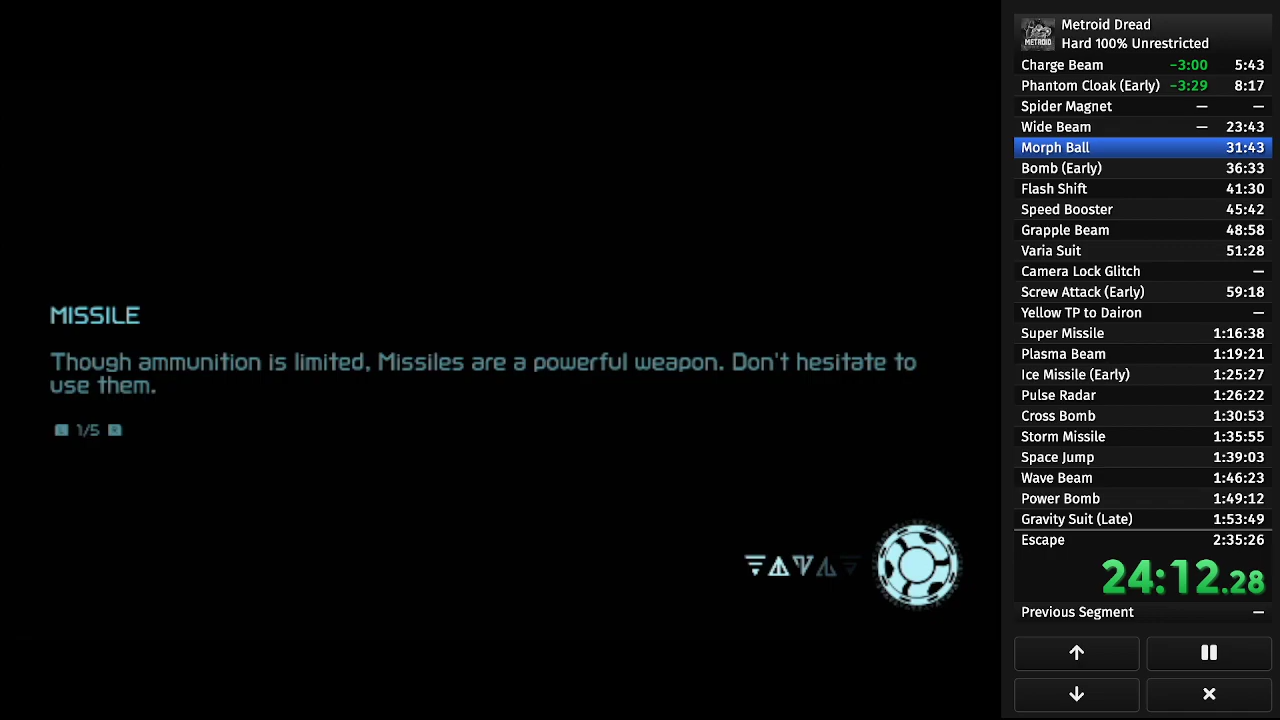 MISSILE
Though ammunition is limited, Missiles are a powerful weapon. Don't hesitate to
use them.
L 1/5 R
METROID
Metroid Dread
Hard 100% Unrestricted
Charge Beam −3:00 5:43
Phantom Cloak (Early) −3:29 8:17
Spider Magnet — —
Wide Beam — 23:43
Morph Ball 31:43
Bomb (Early) 36:33
Flash Shift 41:30
Speed Booster 45:42
Grapple Beam 48:58
Varia Suit 51:28
Camera Lock Glitch —
Screw Attack (Early) 59:18
Yellow TP to Dairon —
Super Missile 1:16:38
Plasma Beam 1:19:21
Ice Missile (Early) 1:25:27
Pulse Radar 1:26:22
Cross Bomb 1:30:53
Storm Missile 1:35:55
Space Jump 1:39:03
Wave Beam 1:46:23
Power Bomb 1:49:12
Gravity Suit (Late) 1:53:49
Escape 2:35:26
24:12.28
Previous Segment —